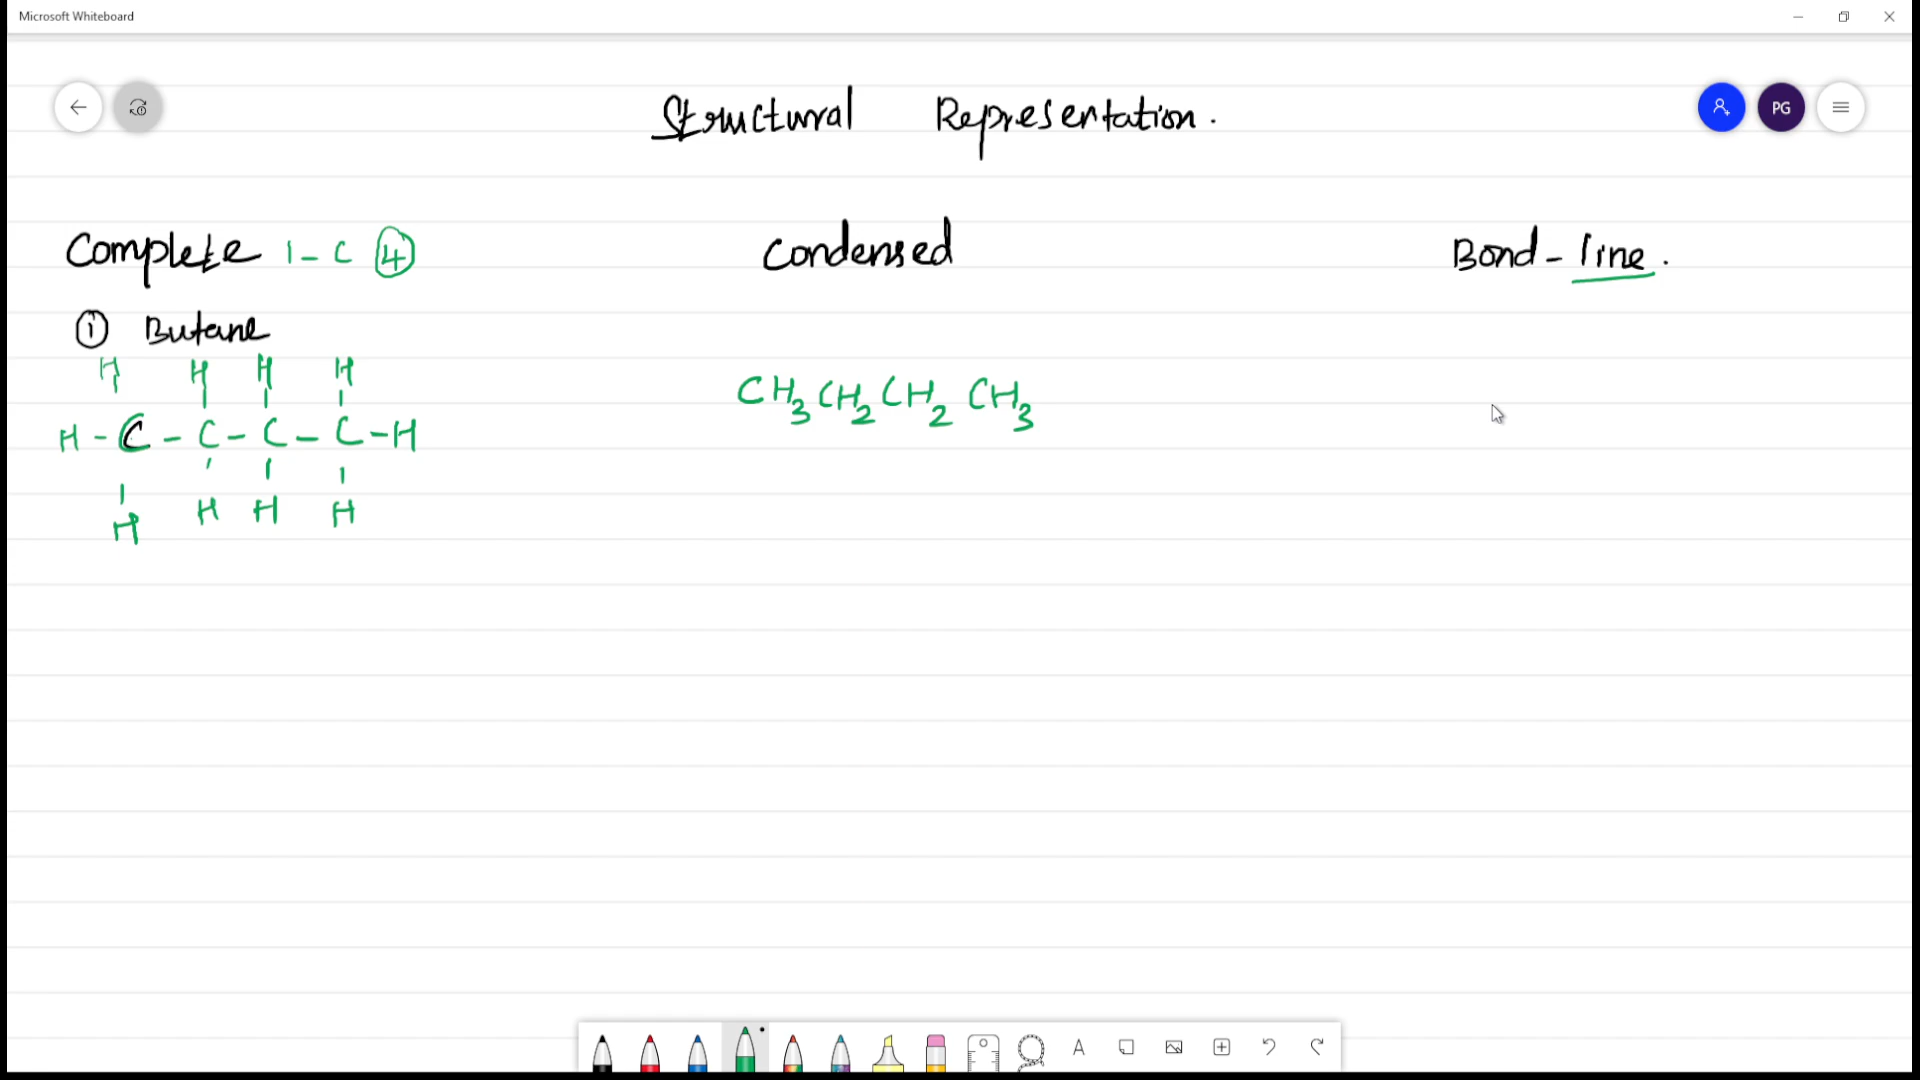 Microsoft Whiteboard
PG
Structural Representation.
Complete 1 - C 4
Condensed
Bond - line.
1 Butane
H H H H
CH3 CH2 CH2 CH3
H - C - C - C - C - H
H H H H
A